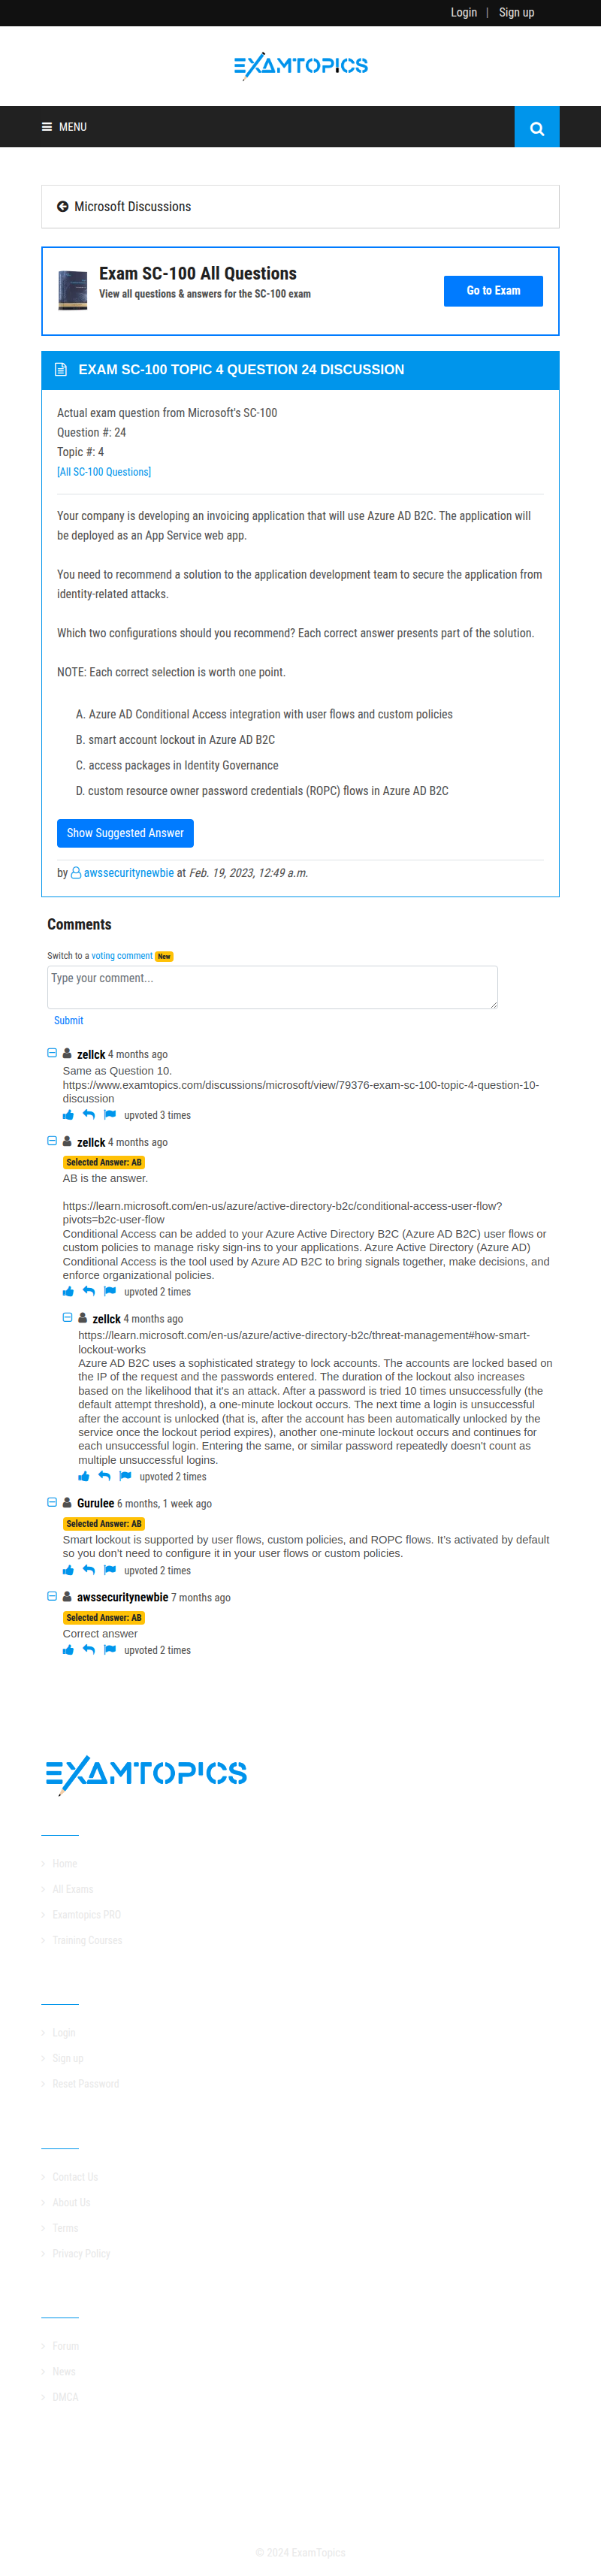 Login | Sign up
EXAMTOPICS
MENU
Microsoft Discussions
Exam SC-100 All Questions
View all questions & answers for the SC-100 exam
Go to Exam
EXAM SC-100 TOPIC 4 QUESTION 24 DISCUSSION
Actual exam question from Microsoft's SC-100
Question #: 24
Topic #: 4
[All SC-100 Questions]
Your company is developing an invoicing application that will use Azure AD B2C. The application will
be deployed as an App Service web app.
You need to recommend a solution to the application development team to secure the application from
identity-related attacks.
Which two configurations should you recommend? Each correct answer presents part of the solution.
NOTE: Each correct selection is worth one point.
A. Azure AD Conditional Access integration with user flows and custom policies
B. smart account lockout in Azure AD B2C
C. access packages in Identity Governance
D. custom resource owner password credentials (ROPC) flows in Azure AD B2C
Show Suggested Answer
by awssecuritynewbie at Feb. 19, 2023, 12:49 a.m.
Comments
Switch to a voting comment New
Type your comment...
Submit
zellck 4 months ago
Same as Question 10.
https://www.examtopics.com/discussions/microsoft/view/79376-exam-sc-100-topic-4-question-10-
discussion
upvoted 3 times
zellck 4 months ago
Selected Answer: AB
AB is the answer.
https://learn.microsoft.com/en-us/azure/active-directory-b2c/conditional-access-user-flow?
pivots=b2c-user-flow
Conditional Access can be added to your Azure Active Directory B2C (Azure AD B2C) user flows or
custom policies to manage risky sign-ins to your applications. Azure Active Directory (Azure AD)
Conditional Access is the tool used by Azure AD B2C to bring signals together, make decisions, and
enforce organizational policies.
upvoted 2 times
zellck 4 months ago
https://learn.microsoft.com/en-us/azure/active-directory-b2c/threat-management#how-smart-
lockout-works
Azure AD B2C uses a sophisticated strategy to lock accounts. The accounts are locked based on
the IP of the request and the passwords entered. The duration of the lockout also increases
based on the likelihood that it's an attack. After a password is tried 10 times unsuccessfully (the
default attempt threshold), a one-minute lockout occurs. The next time a login is unsuccessful
after the account is unlocked (that is, after the account has been automatically unlocked by the
service once the lockout period expires), another one-minute lockout occurs and continues for
each unsuccessful login. Entering the same, or similar password repeatedly doesn't count as
multiple unsuccessful logins.
upvoted 2 times
Gurulee 6 months, 1 week ago
Selected Answer: AB
Smart lockout is supported by user flows, custom policies, and ROPC flows. It's activated by default
so you don't need to configure it in your user flows or custom policies.
upvoted 2 times
awssecuritynewbie 7 months ago
Selected Answer: AB
Correct answer
upvoted 2 times
EXAMTOPICS
Home
All Exams
Examtopics PRO
Training Courses
Login
Sign up
Reset Password
Contact Us
About Us
Terms
Privacy Policy
Forum
News
DMCA
© 2024 ExamTopics